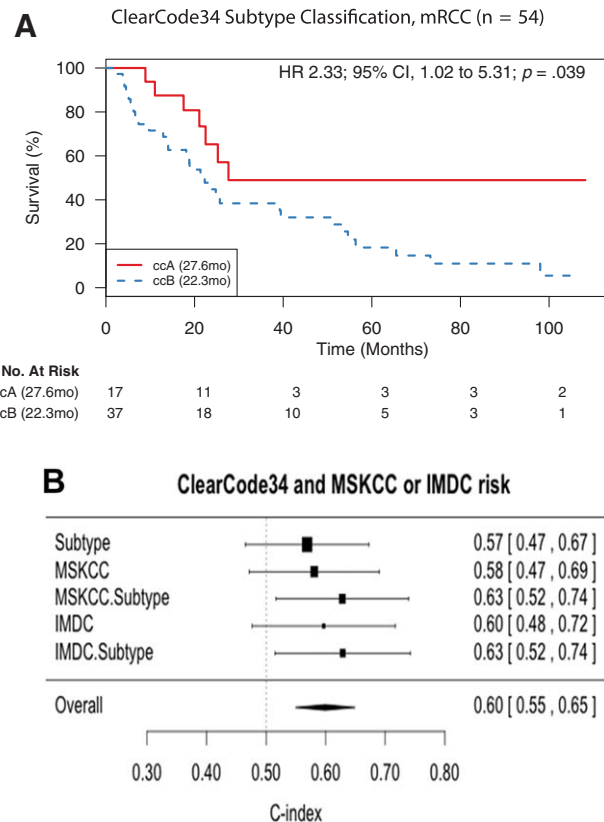 A
ClearCode34 Subtype Classification, mRCC (n = 54)
HR 2.33; 95% CI, 1.02 to 5.31; p = .039
Survival (%)
100
80
60
40
20
0
ccA (27.6mo)
ccB (22.3mo)
0 20 40 60 80 100
Time (Months)
No. At Risk
cA (27.6mo) 17 11 3 3 3 2
cB (22.3mo) 37 18 10 5 3 1
B
ClearCode34 and MSKCC or IMDC risk
Subtype 0.57 [ 0.47 , 0.67 ]
MSKCC 0.58 [ 0.47 , 0.69 ]
MSKCC.Subtype 0.63 [ 0.52 , 0.74 ]
IMDC 0.60 [ 0.48 , 0.72 ]
IMDC.Subtype 0.63 [ 0.52 , 0.74 ]
Overall 0.60 [ 0.55 , 0.65 ]
0.30 0.40 0.50 0.60 0.70 0.80
C-index